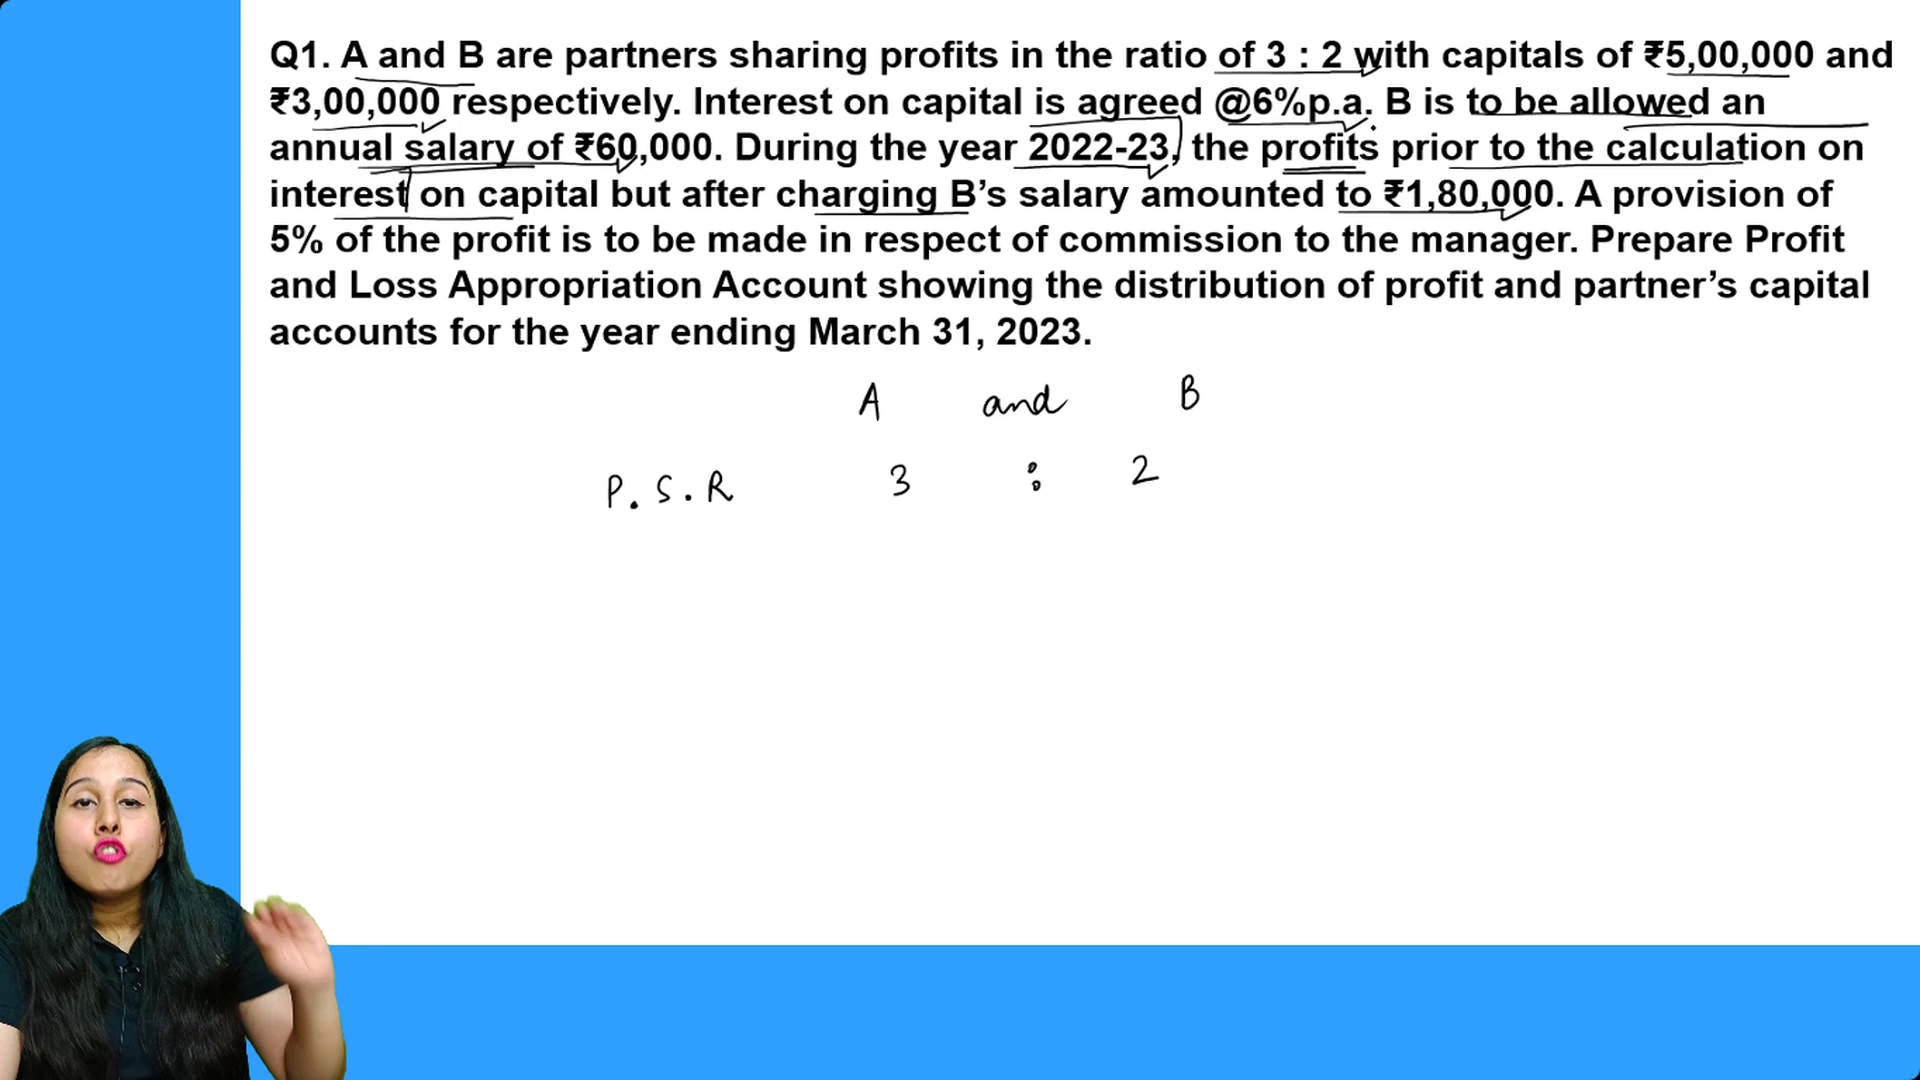 Q1. A and B are partners sharing profits in the ratio of 3 : 2 with capitals of ₹5,00,000 and
₹3,00,000 respectively. Interest on capital is agreed @6%p.a. B is to be allowed an
annual salary of ₹60,000. During the year 2022-23, the profits prior to the calculation on
interest on capital but after charging B’s salary amounted to ₹1,80,000. A provision of
5% of the profit is to be made in respect of commission to the manager. Prepare Profit
and Loss Appropriation Account showing the distribution of profit and partner’s capital
accounts for the year ending March 31, 2023.
A and B
P.S.R 3 : 2